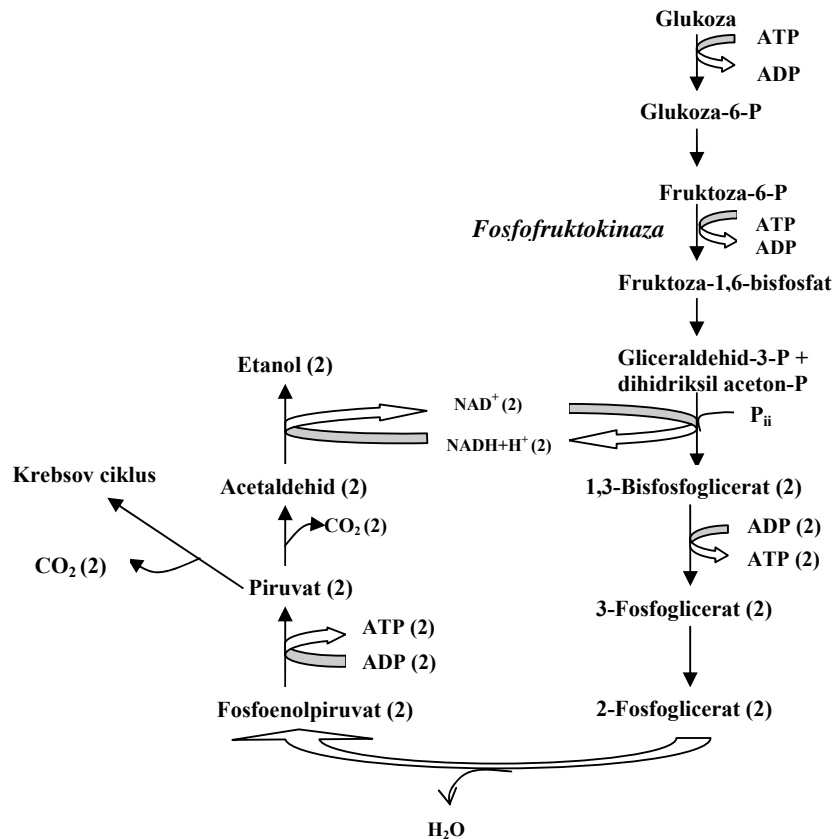 Glukoza
ATP
ADP
Glukoza-6-P
Fruktoza-6-P
Fosfofruktokinaza
ATP
ADP
Fruktoza-1,6-bisfosfat
Gliceraldehid-3-P +
dihidriksil aceton-P
Etanol (2)
NAD⁺ (2)
P_ii
NADH+H⁺ (2)
Krebsov ciklus
Acetaldehid (2)
1,3-Bisfosfoglicerat (2)
CO₂ (2)
ADP (2)
ATP (2)
CO₂ (2)
Piruvat (2)
3-Fosfoglicerat (2)
ATP (2)
ADP (2)
Fosfoenolpiruvat (2)
2-Fosfoglicerat (2)
H₂O